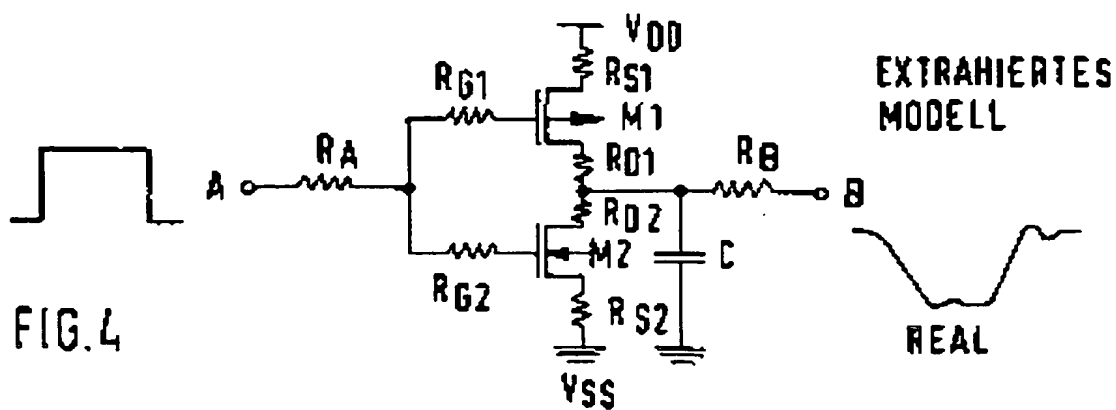 VDD
RS1
EXTRAHIERTES
MODELL
RG1
M1
RA
RD1
RB
A
B
RD2
M2
C
RG2
RS2
FIG.4
REAL
VSS